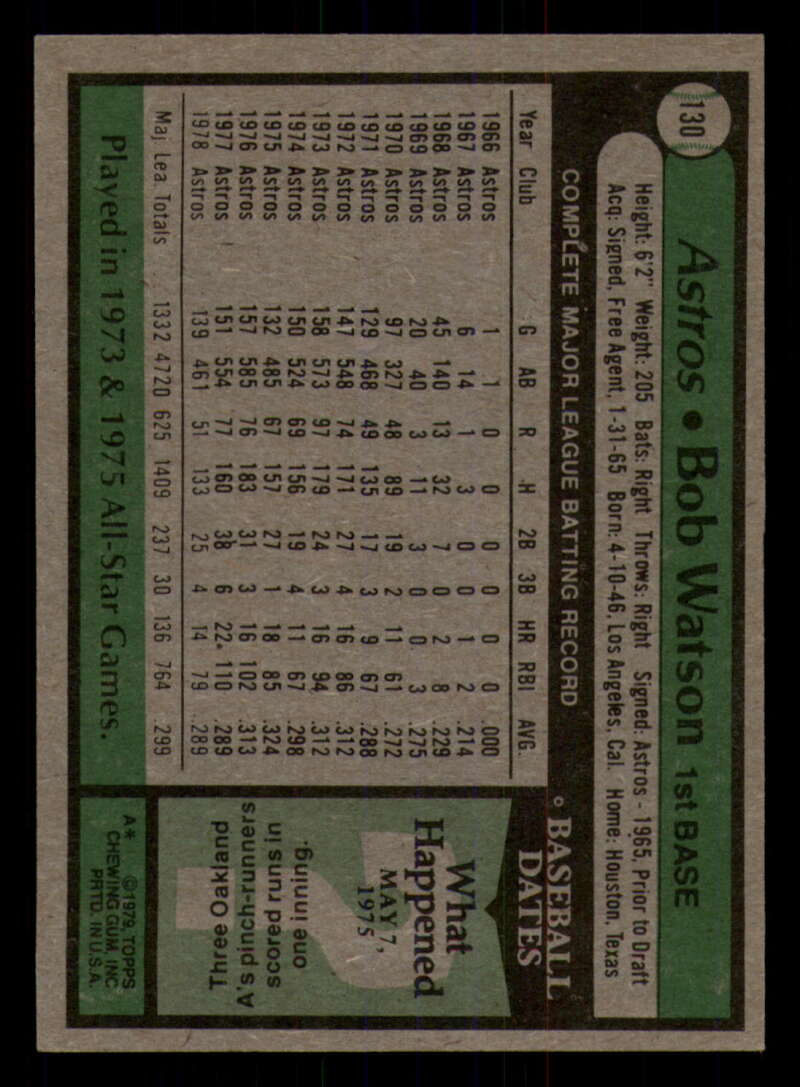 130
Astros • Bob Watson 1st BASE
Height: 6'2" Weight: 205 Bats: Right Throws: Right Signed: Astros - 1965, Prior to Draft
Acq: Signed, Free Agent, 1-31-65 Born: 4-10-46, Los Angeles, Cal. Home: Houston, Texas
COMPLETE MAJOR LEAGUE BATTING RECORD
Year Club G AB R H 2B 3B HR RBI AVG.
1966 Astros 1 1 0 0 0 0 0 0 .000
1967 Astros 6 14 1 3 0 0 1 2 .214
1968 Astros 45 140 13 32 7 0 2 8 .229
1969 Astros 20 40 3 11 3 0 0 3 .275
1970 Astros 97 327 48 89 19 2 11 61 .272
1971 Astros 129 468 49 135 17 3 9 67 .288
1972 Astros 147 548 74 171 27 4 16 86 .312
1973 Astros 158 573 97 179 24 3 16 94 .312
1974 Astros 150 524 69 156 19 4 11 67 .298
1975 Astros 132 485 67 157 27 1 18 85 .324
1976 Astros 157 585 76 183 31 3 16 102 .313
1977 Astros 151 554 77 160 38 6 22 110 .289
1978 Astros 139 461 51 133 25 4 14 79 .289
Maj Lea Totals 1332 4720 625 1409 237 30 136 764 .299
Played in 1973 & 1975 All-Star Games.
BASEBALL
DATES
What
Happened
MAY 7,
1975
Three Oakland
A's pinch-runners
scored runs in
one inning.
A* ©1979, TOPPS
CHEWING GUM, INC
PRTD. IN U.S.A.